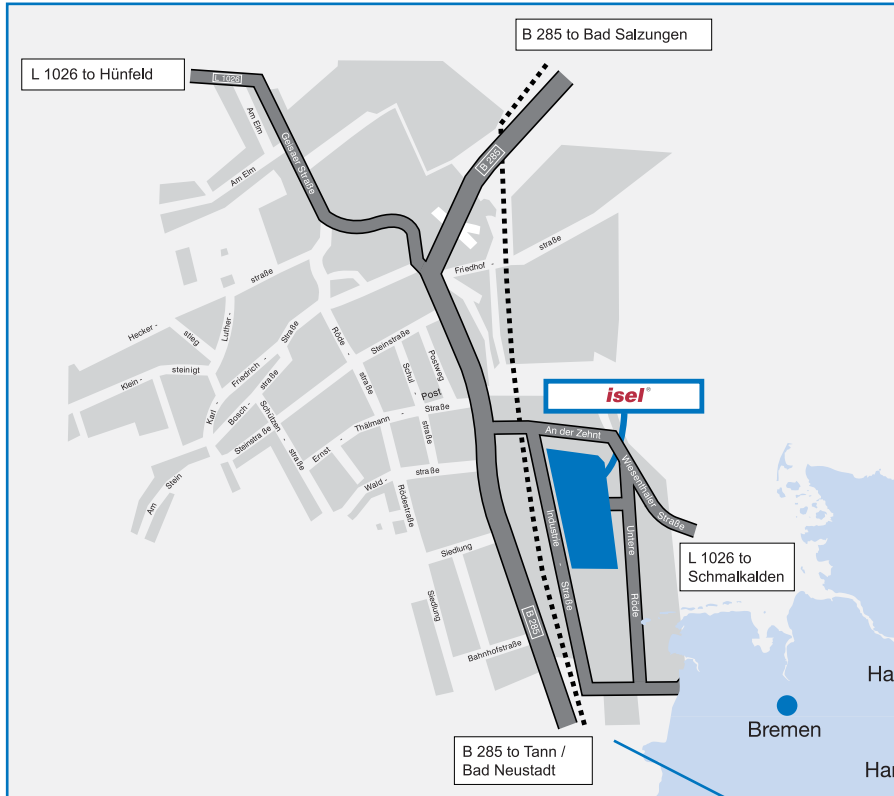 B 285 to Bad Salzungen
L 1026 to Hünfeld
L 1026
Am Elm
Geisaer Straße
Am Elm
B 285
straße
Friedhof -
straße
Hecker -
stieg
Luther -
Straße
Röde -
Steinstraße
Postweg
Klein -
steinigt
Friedrich -
straße
straße
Schul -
Post
isel®
Karl -
Bosch -
Schützen -
straße
Steinstraße
Ernst -
Thälmann -
Straße
straße
An der Zehnt
Wiesenthaler Straße
Am Stein
Wald -
straße
Rödestraße
Industrie - Straße
Untere Röde
L 1026 to
Schmalkalden
Siedlung
Siedlung
B 285
Bahnhofstraße
Ha
Bremen
B 285 to Tann /
Bad Neustadt
Har